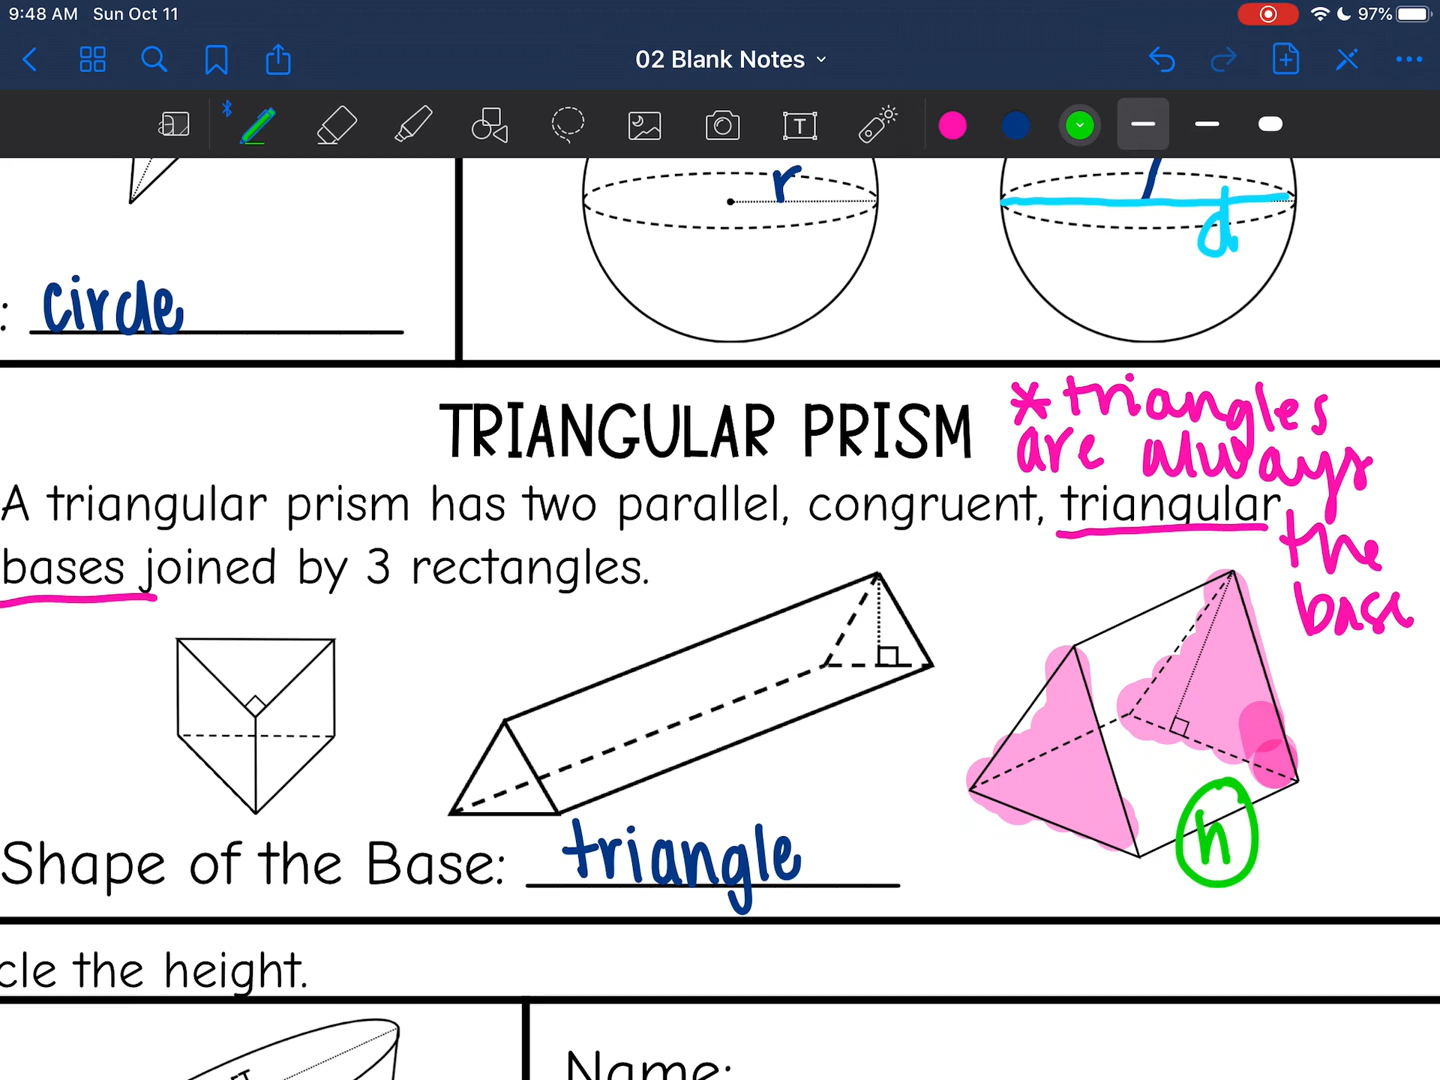 9:48 AM Sun Oct 11
97%
02 Blank Notes
T
r
d
: circle
TRIANGULAR PRISM
* triangles
are always
the
base
A triangular prism has two parallel, congruent, triangular
bases joined by 3 rectangles.
h
Shape of the Base: triangle
cle the height.
Name: